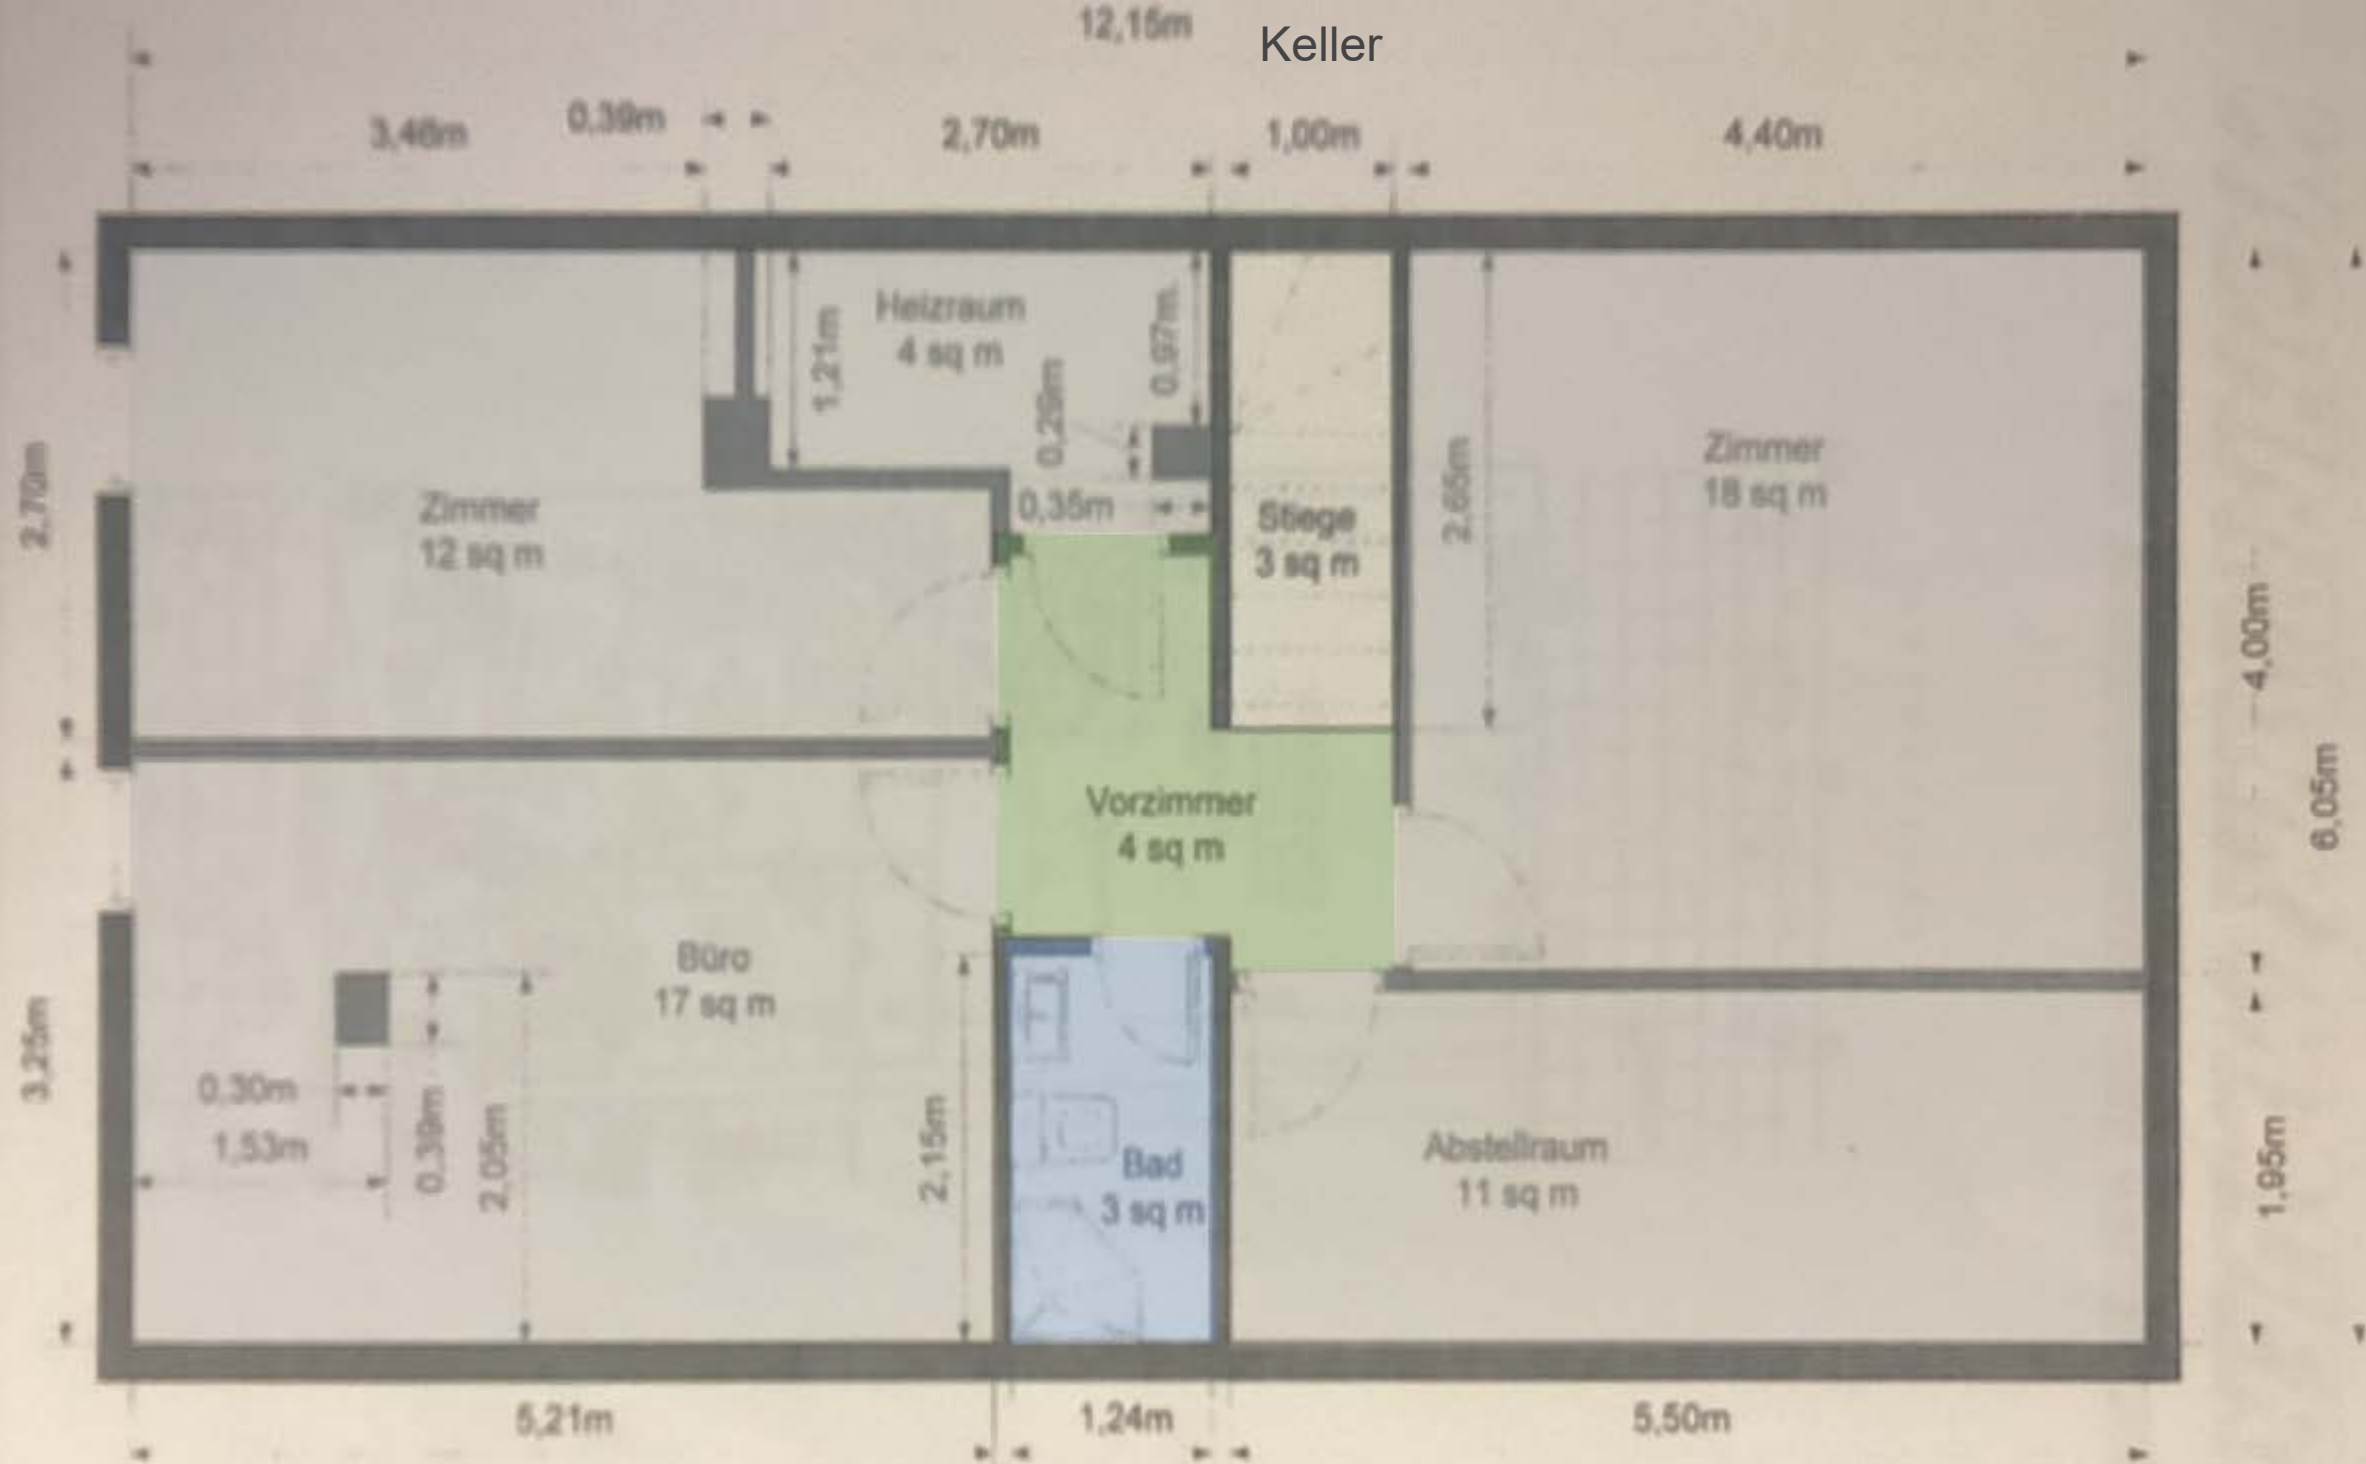 12,15m
Keller
3,46m
0,39m
2,70m
1,00m
4,40m
Heizraum
4 sq m
1,21m
0,97m
0,29m
0,35m
Zimmer
12 sq m
Stiege
3 sq m
2,65m
Zimmer
18 sq m
2,70m
4,00m
6,05m
Vorzimmer
4 sq m
Büro
17 sq m
3,25m
0,30m
1,53m
0,39m
2,05m
2,15m
Bad
3 sq m
Abstellraum
11 sq m
1,95m
5,21m
1,24m
5,50m